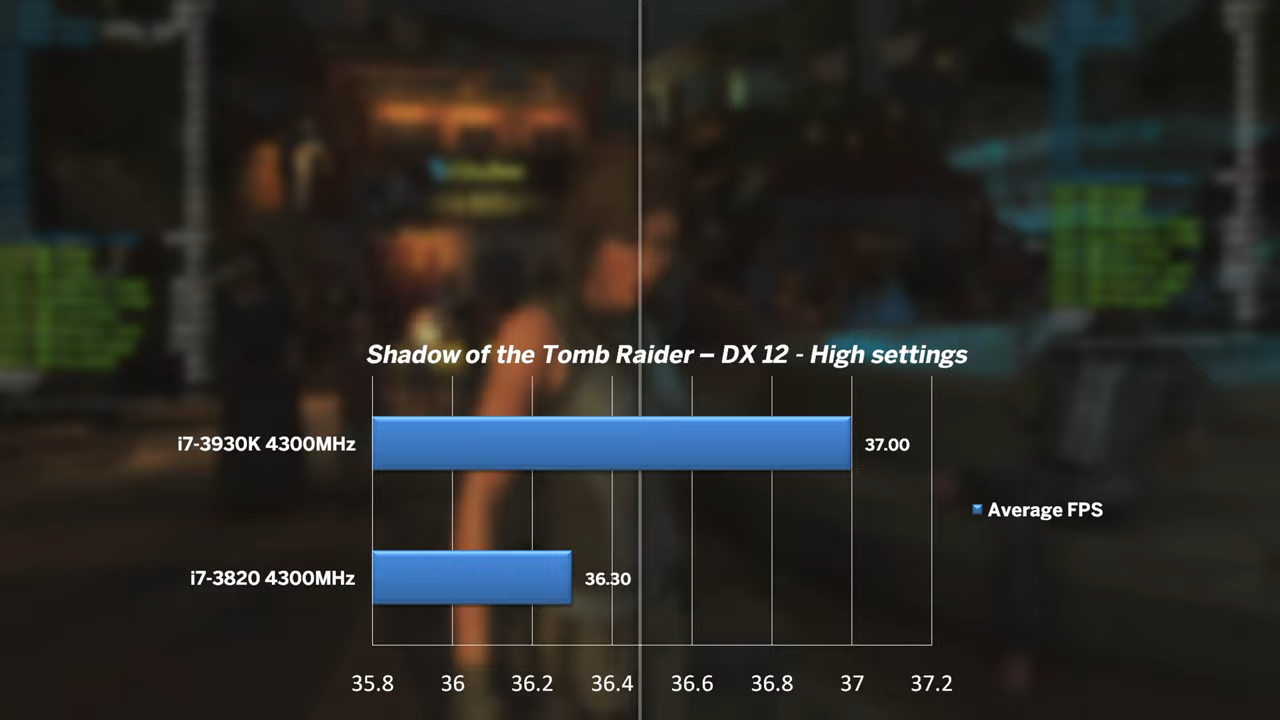 Shadow of the Tomb Raider – DX 12 - High settings
i7-3930K 4300MHz
37.00
Average FPS
i7-3820 4300MHz
36.30
35.8 36 36.2 36.4 36.6 36.8 37 37.2